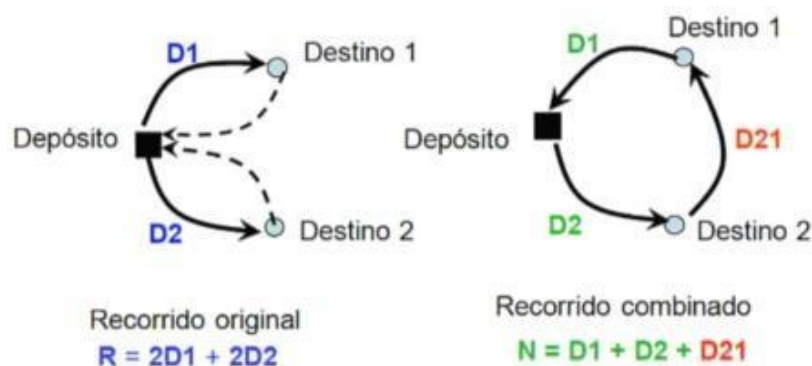 D1
Destino 1
Depósito
D2
Destino 2
Recorrido original
R = 2D1 + 2D2
Destino 1
D1
Depósito
D21
D2
Destino 2
Recorrido combinado
N = D1 + D2 + D21